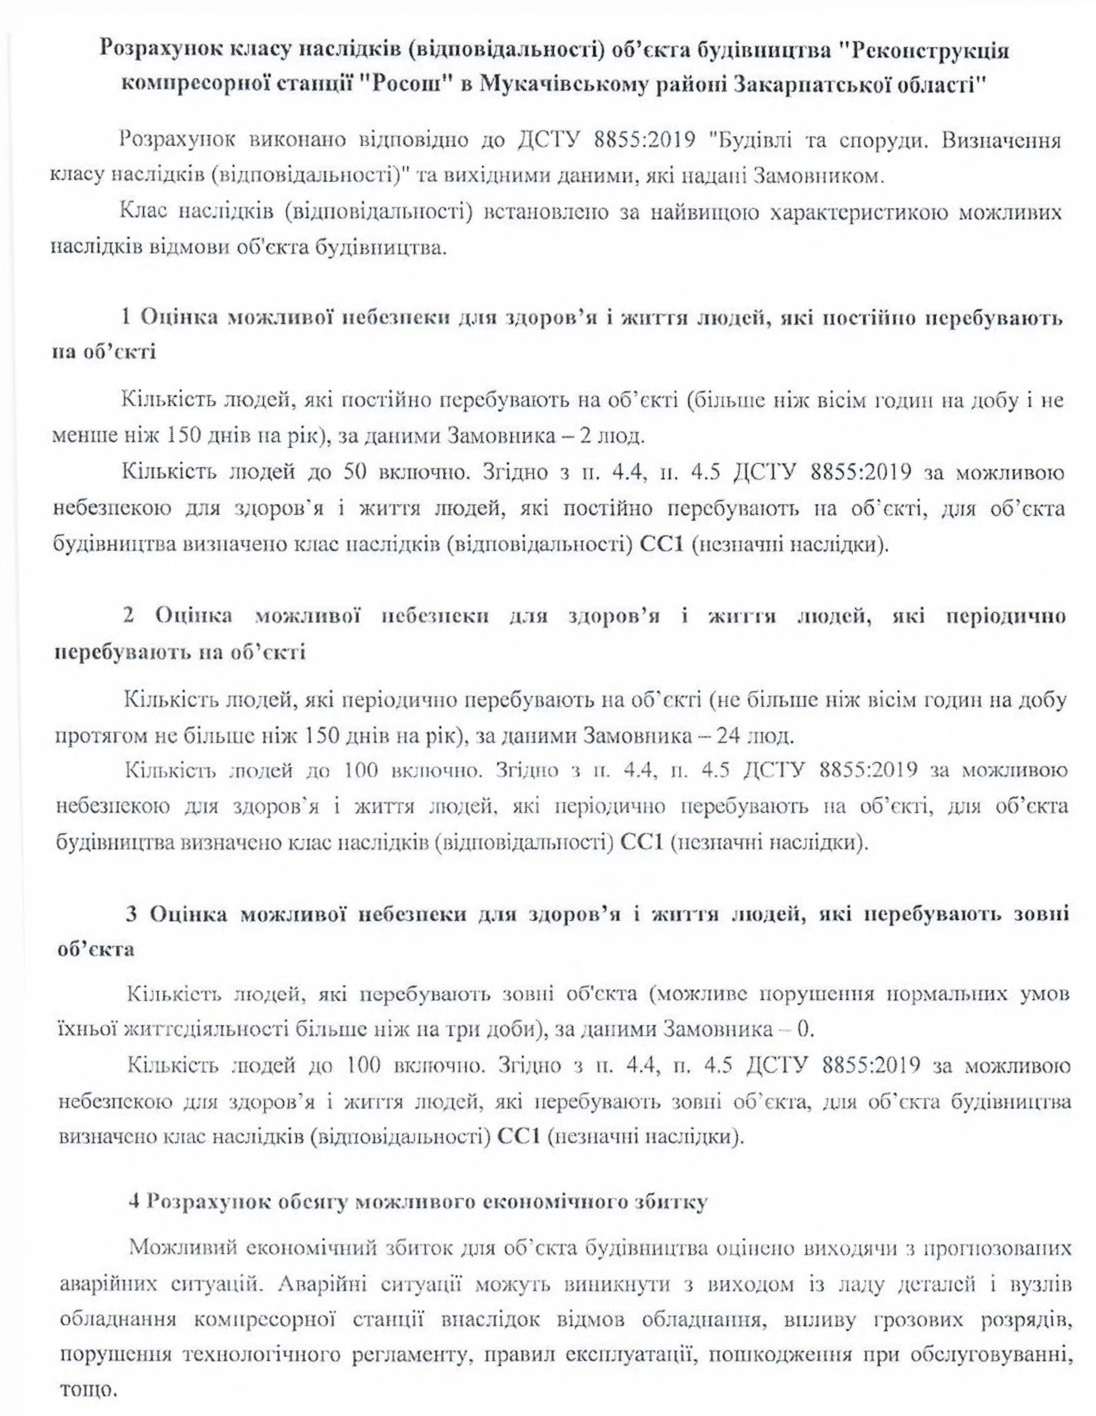 Розрахунок класу наслідків (відповідальності) об’єкта будівництва "Реконструкція
компресорної станції "Росош" в Мукачівському районі Закарпатської області"
Розрахунок виконано відповідно до ДСТУ 8855:2019 "Будівлі та споруди. Визначення
класу наслідків (відповідальності)" та вихідними даними, які надані Замовником.
Клас наслідків (відповідальності) встановлено за найвищою характеристикою можливих
наслідків відмови об'єкта будівництва.
1 Оцінка можливої небезпеки для здоров’я і життя людей, які постійно перебувають
на об’єкті
Кількість людей, які постійно перебувають на об’єкті (більше ніж вісім годин на добу і не
менше ніж 150 днів на рік), за даними Замовника – 2 люд.
Кількість людей до 50 включно. Згідно з п. 4.4, п. 4.5 ДСТУ 8855:2019 за можливою
небезпекою для здоров’я і життя людей, які постійно перебувають на об’єкті, для об’єкта
будівництва визначено клас наслідків (відповідальності) СС1 (незначні наслідки).
2 Оцінка можливої небезпеки для здоров’я і життя людей, які періодично
перебувають на об’єкті
Кількість людей, які періодично перебувають на об’єкті (не більше ніж вісім годин на добу
протягом не більше ніж 150 днів на рік), за даними Замовника – 24 люд.
Кількість людей до 100 включно. Згідно з п. 4.4, п. 4.5 ДСТУ 8855:2019 за можливою
небезпекою для здоров’я і життя людей, які періодично перебувають на об’єкті, для об’єкта
будівництва визначено клас наслідків (відповідальності) СС1 (незначні наслідки).
3 Оцінка можливої небезпеки для здоров’я і життя людей, які перебувають зовні
об’єкта
Кількість людей, які перебувають зовні об'єкта (можливе порушення нормальних умов
їхньої життєдіяльності більше ніж на три доби), за даними Замовника – 0.
Кількість людей до 100 включно. Згідно з п. 4.4, п. 4.5 ДСТУ 8855:2019 за можливою
небезпекою для здоров’я і життя людей, які перебувають зовні об’єкта, для об’єкта будівництва
визначено клас наслідків (відповідальності) СС1 (незначні наслідки).
4 Розрахунок обсягу можливого економічного збитку
Можливий економічний збиток для об’єкта будівництва оцінено виходячи з прогнозованих
аварійних ситуацій. Аварійні ситуації можуть виникнути з виходом із ладу деталей і вузлів
обладнання компресорної станції внаслідок відмов обладнання, впливу грозових розрядів,
порушення технологічного регламенту, правил експлуатації, пошкодження при обслуговуванні,
тощо.